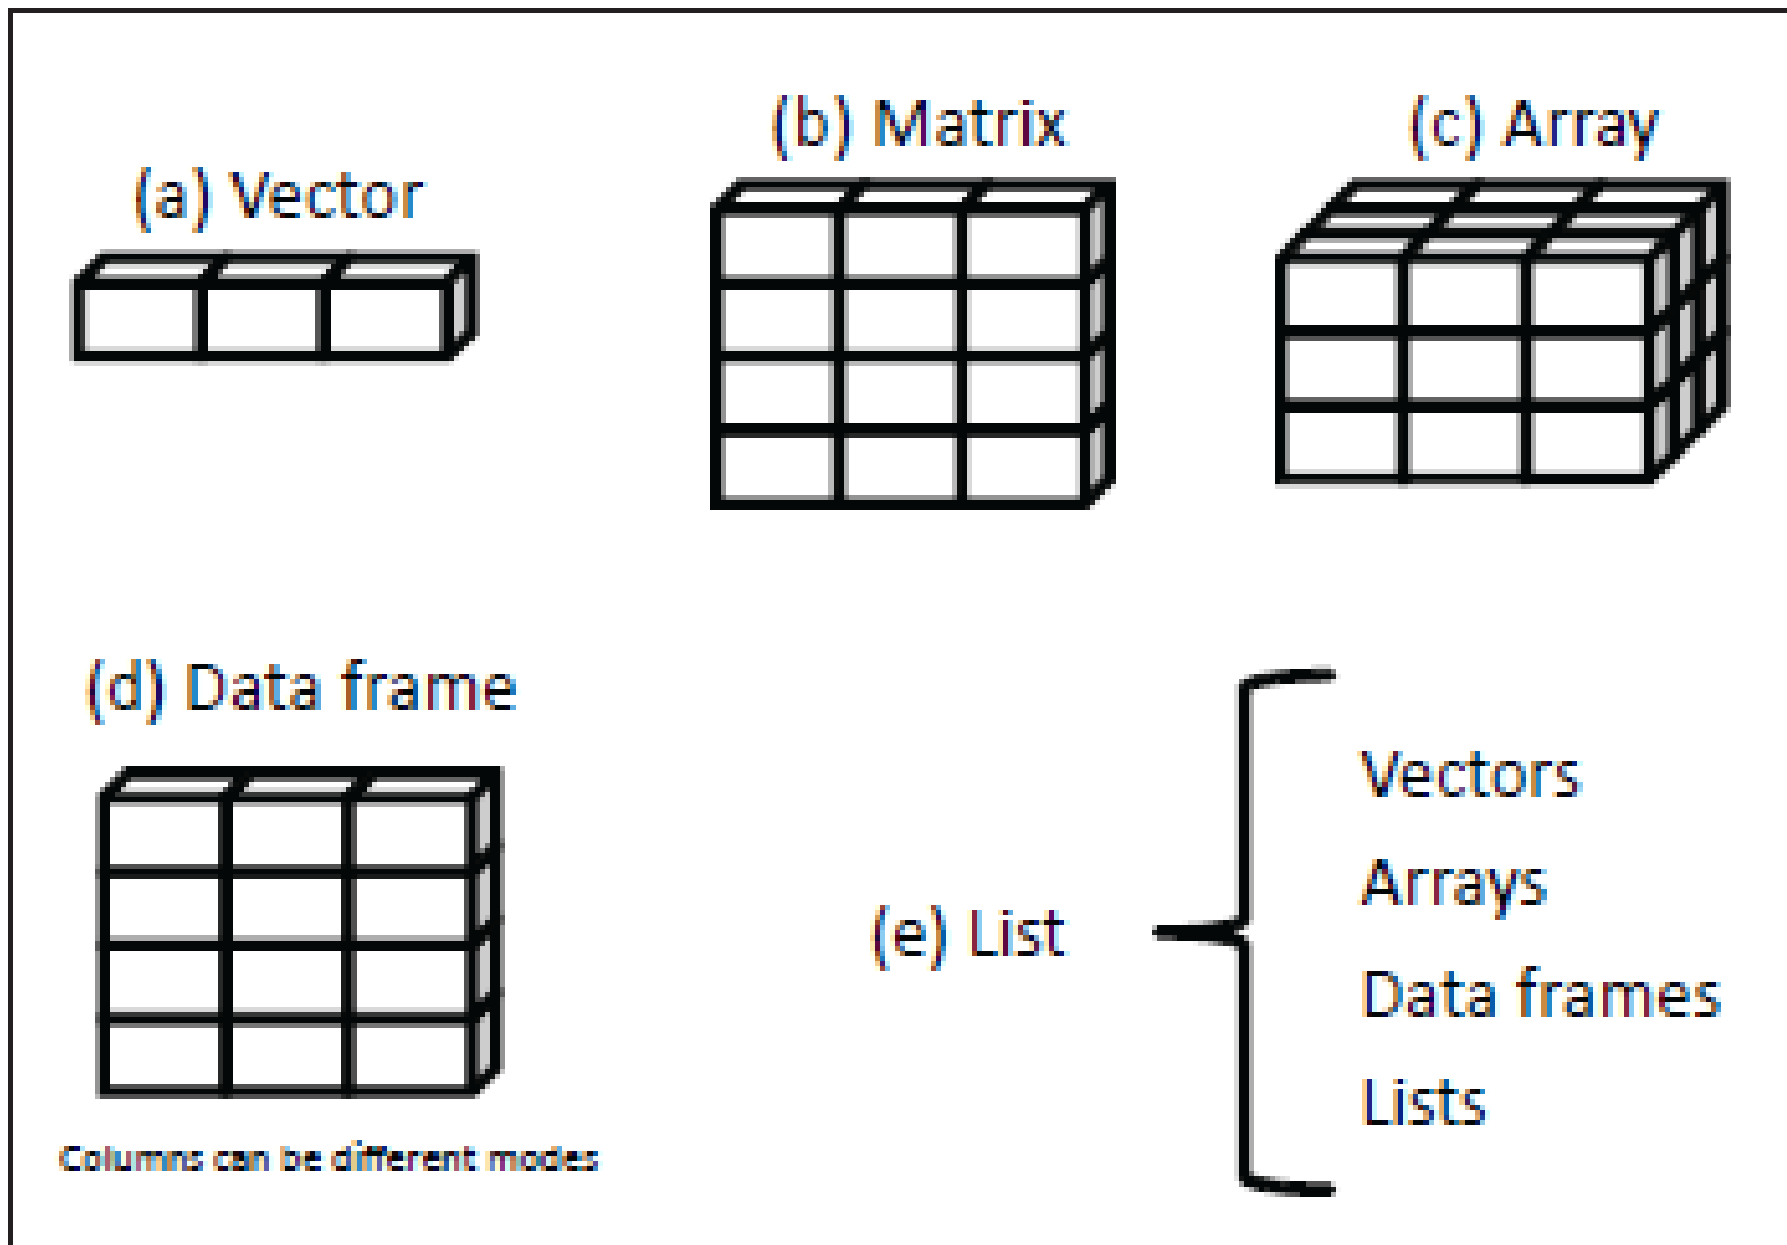 (a) Vector
(b) Matrix
(c) Array
(d) Data frame
Columns can be different modes
(e) List
Vectors
Arrays
Data frames
Lists